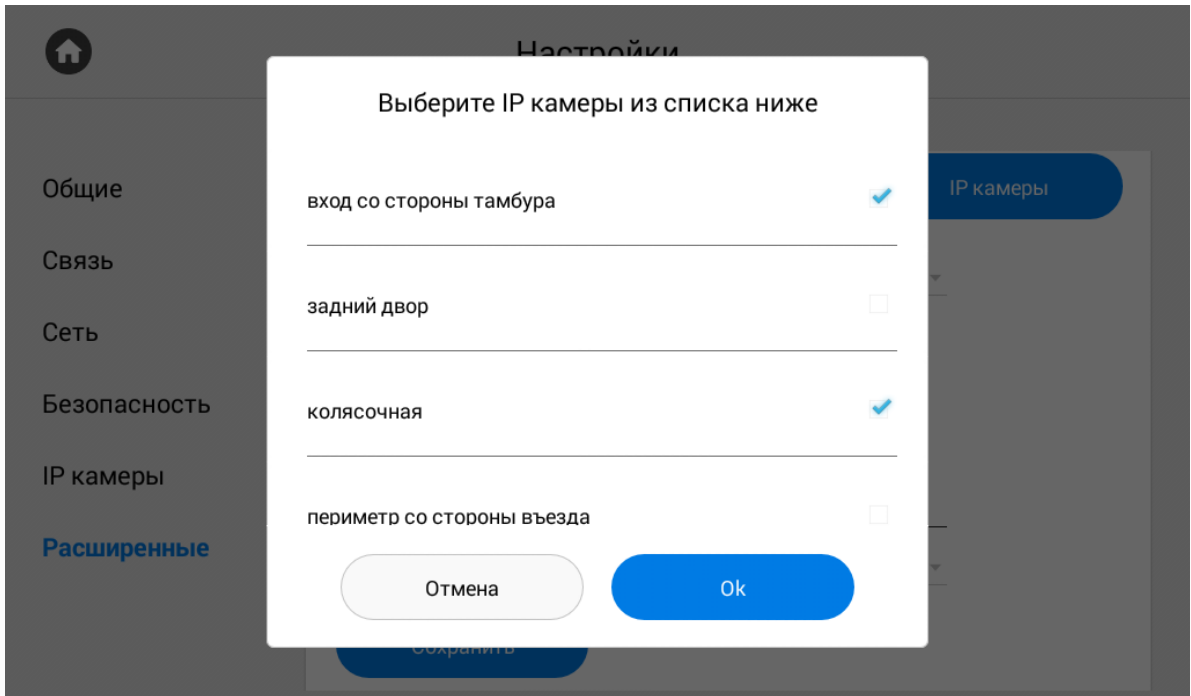 Настройки
Выберите IP камеры из списка ниже
Общие
IP камеры
вход со стороны тамбура
Связь
задний двор
Сеть
Безопасность
колясочная
IP камеры
периметр со стороны въезда
Расширенные
Отмена
Ok
Сохранить